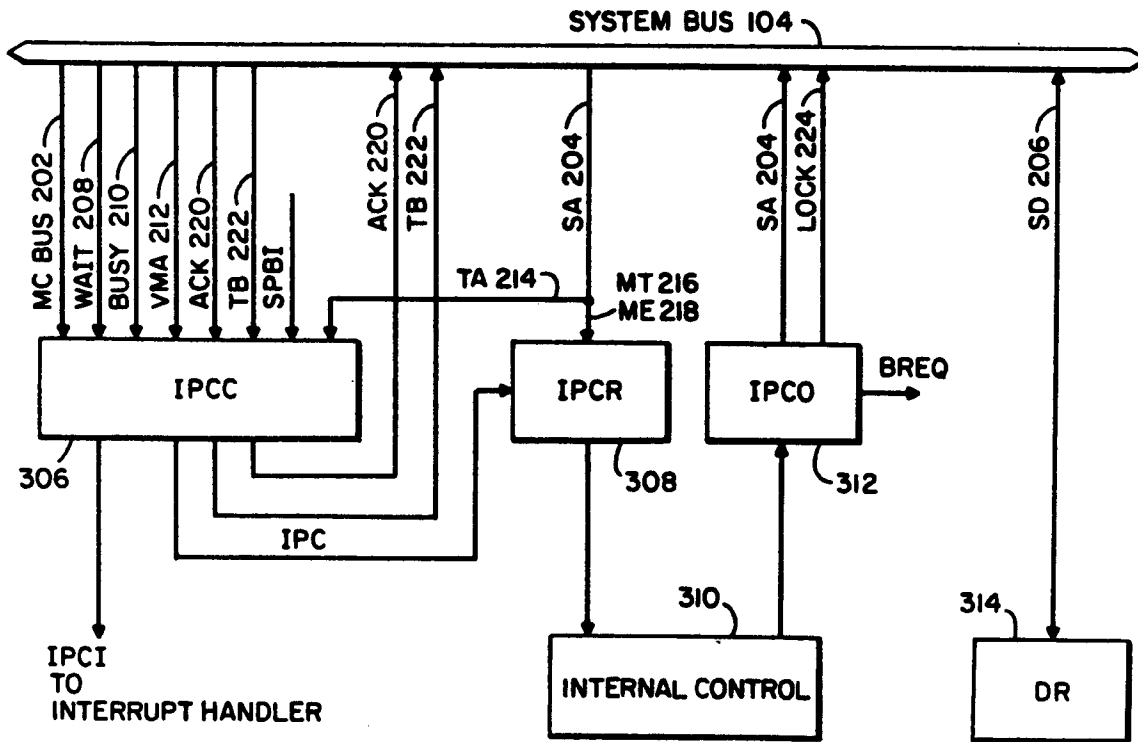 SYSTEM BUS 104
MC BUS 202
WAIT 208
BUSY 210
VMA 212
ACK 220
TB 222
SPBI
ACK 220
TB 222
SA 204
SA 204
LOCK 224
SD 206
TA 214
MT 216
ME 218
IPCC
IPCR
IPCO
BREQ
306
308
312
IPC
310
314
IPCI
TO
INTERRUPT HANDLER
INTERNAL CONTROL
DR